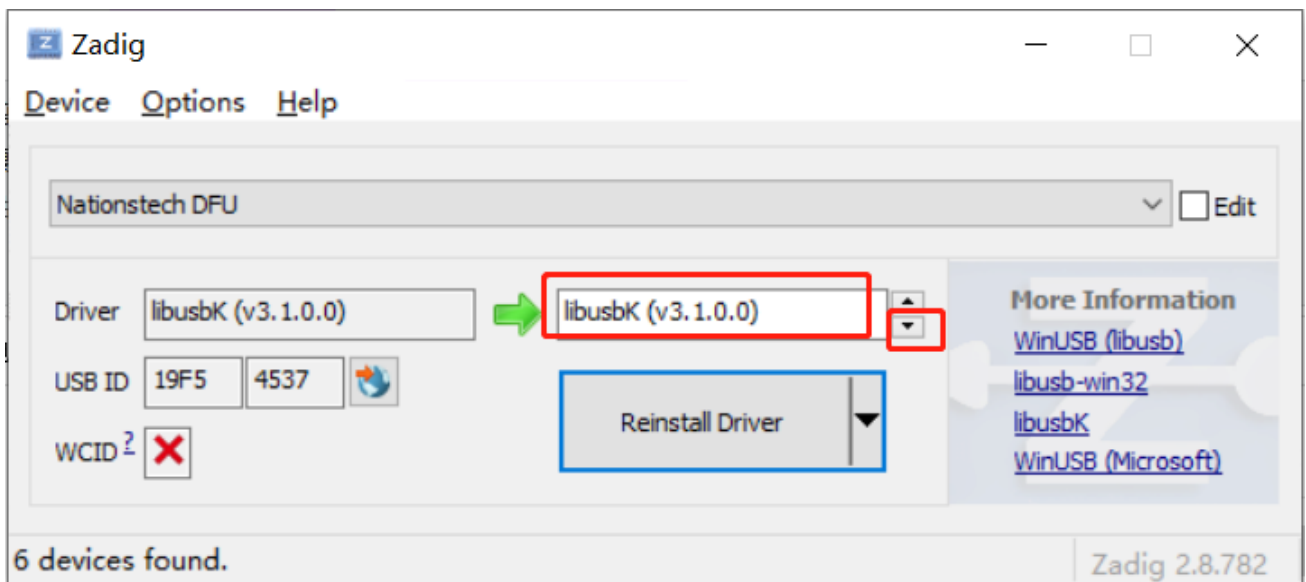 Zadig
Device Options Help
Nationstech DFU
Edit
Driver libusbK (v3.1.0.0) libusbK (v3.1.0.0)
USB ID 19F5 4537
WCID ?
Reinstall Driver
More Information
WinUSB (libusb)
libusb-win32
libusbK
WinUSB (Microsoft)
6 devices found.
Zadig 2.8.782